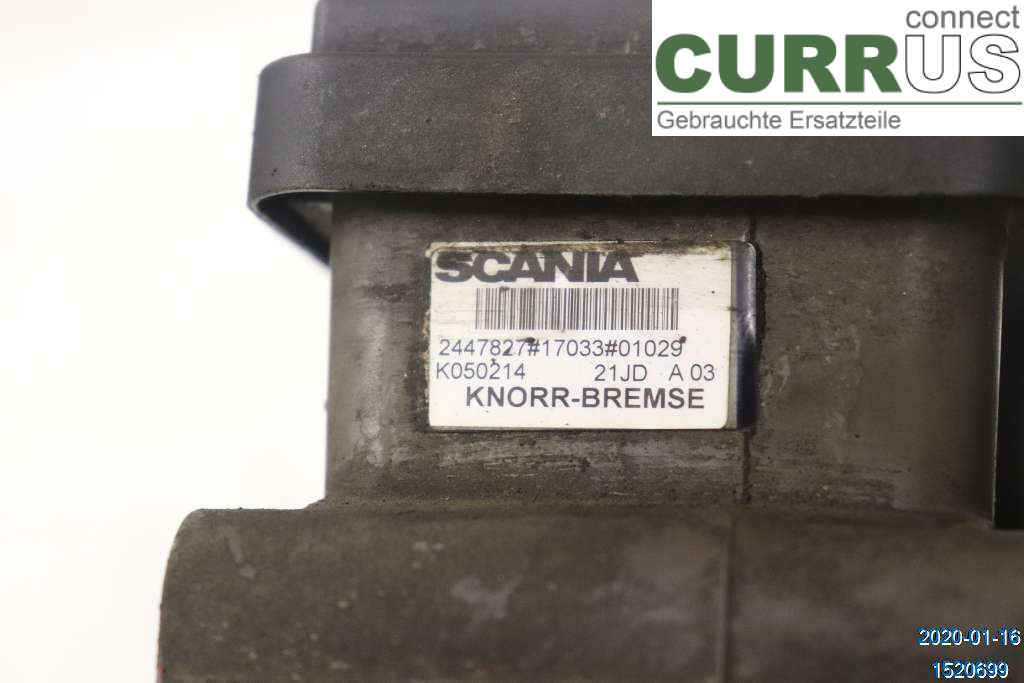 connect
CURRUS
Gebrauchte Ersatzteile
SCANIA
2447827#17033#01029
K050214 21JD A 03
KNORR-BREMSE
2020-01-16
1520699